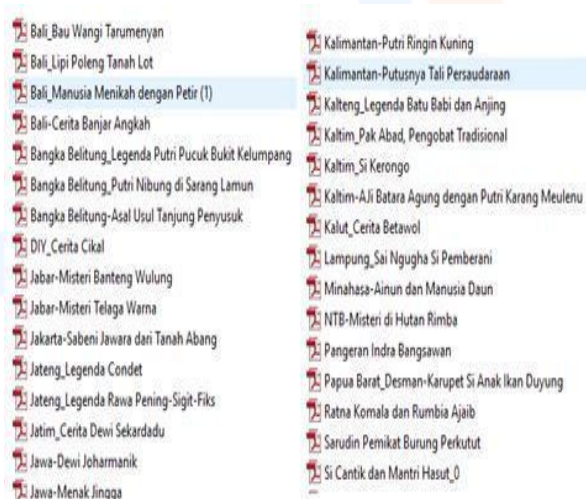 Bali_Bau Wangi Tarumenyan
Bali_Lipi Poleng Tanah Lot
Bali_Manusia Menikah dengan Petir (1)
Bali-Cerita Banjar Angkah
Bangka Belitung_Legenda Putri Pucuk Bukit Kelumpang
Bangka Belitung_Putri Nibung di Sarang Lamun
Bangka Belitung-Asal Usul Tanjung Penyusuk
DIY_Cerita Cikal
Jabar-Misteri Banteng Wulung
Jabar-Misteri Telaga Warna
Jakarta-Sabeni Jawara dari Tanah Abang
Jateng_Legenda Condet
Jateng_Legenda Rawa Pening-Sigit-Fiks
Jatim_Cerita Dewi Sekardadu
Jawa-Dewi Joharmanik
Jawa-Menak Jingga
Kalimantan-Putri Ringin Kuning
Kalimantan-Putusnya Tali Persaudaraan
Kalteng_Legenda Batu Babi dan Anjing
Kaltim_Pak Abad, Pengobat Tradisional
Kaltim_Si Kerongo
Kaltim-AJi Batara Agung dengan Putri Karang Meulenu
Kalut_Cerita Betawol
Lampung_Sai Ngugha Si Pemberani
Minahasa-Ainun dan Manusia Daun
NTB-Misteri di Hutan Rimba
Pangeran Indra Bangsawan
Papua Barat_Desman-Karupet Si Anak Ikan Duyung
Ratna Komala dan Rumbia Ajaib
Sarudin Pemikat Burung Perkutut
Si Cantik dan Mantri Hasut_0